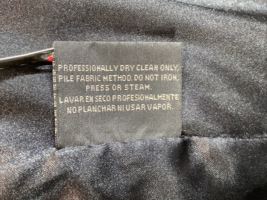 PROFESSIONALLY DRY CLEAN ONLY.
PILE FABRIC METHOD. DO NOT IRON,
PRESS OR STEAM.
LAVAR EN SECO PROFESIONALMENTE
NO PLANCHAR NI USAR VAPOR.